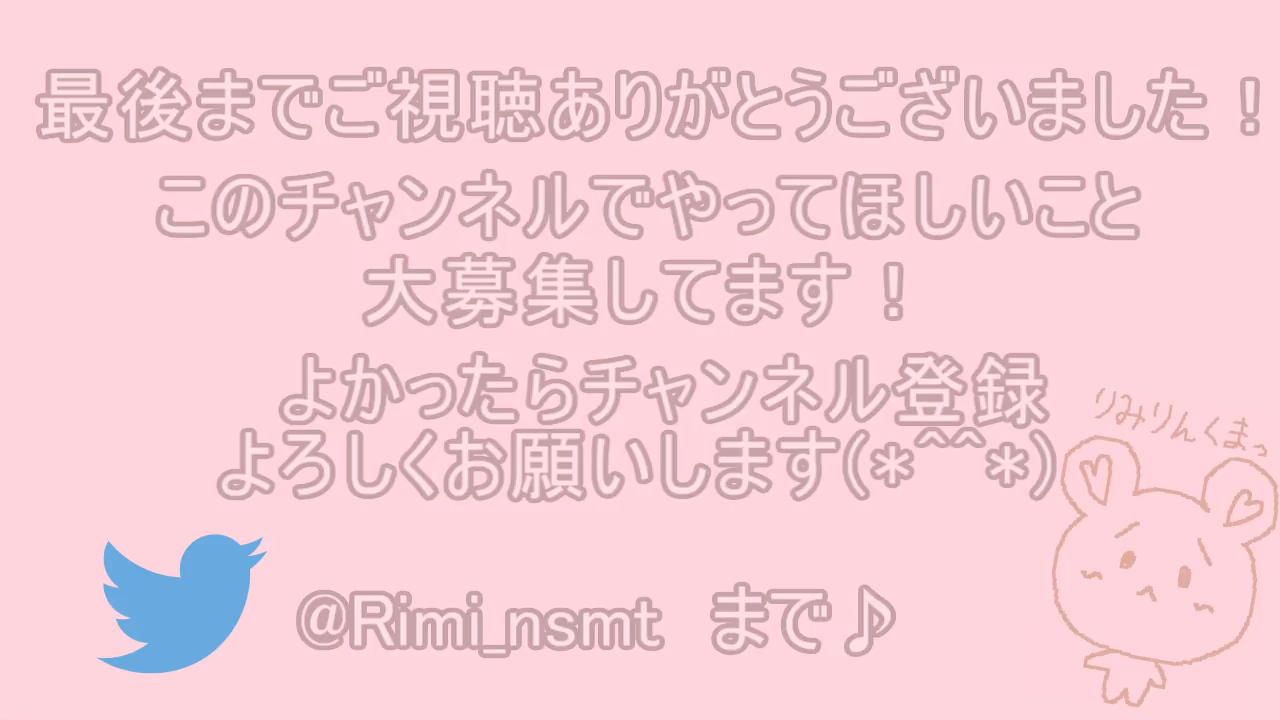 最後までご視聴ありがとうございました！
このチャンネルでやってほしいこと
大募集してます！
よかったらチャンネル登録
よろしくお願いします(*^^*)
りみりんくまっ
@Rimi_nsmt まで♪